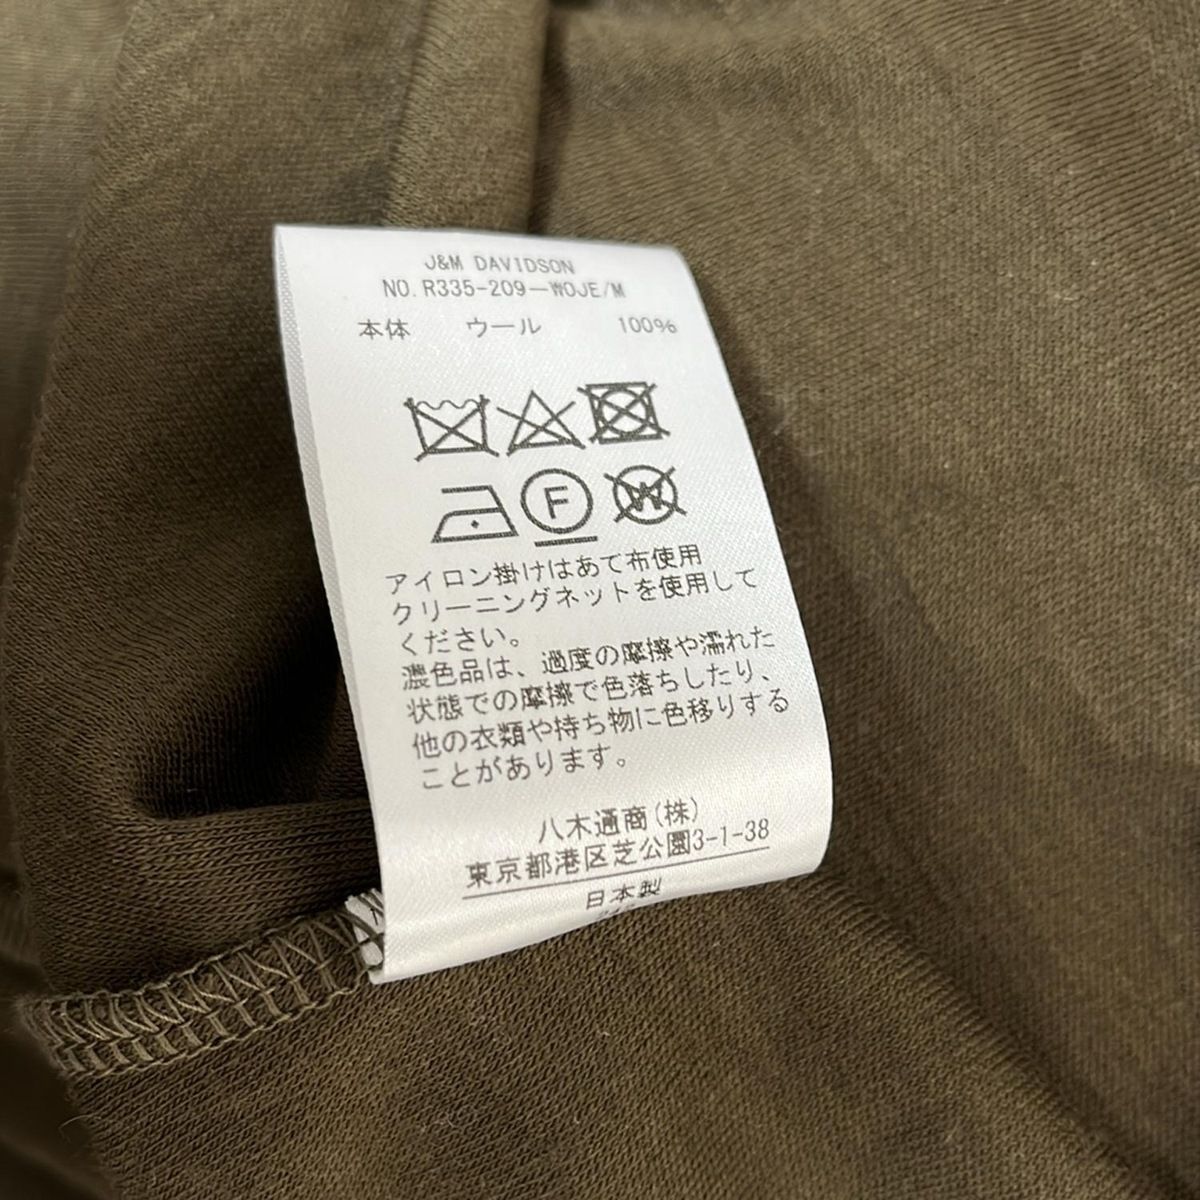 J&M DAVIDSON
NO.R335-209-WOJE/M
本体 ウール 100%
F W
アイロン掛けはあて布使用
クリーニングネットを使用して
ください。
濃色品は、過度の摩擦や濡れた
状態での摩擦で色落ちしたり、
他の衣類や持ち物に色移りする
ことがあります。
八木通商(株)
東京都港区芝公園3-1-38
日本製